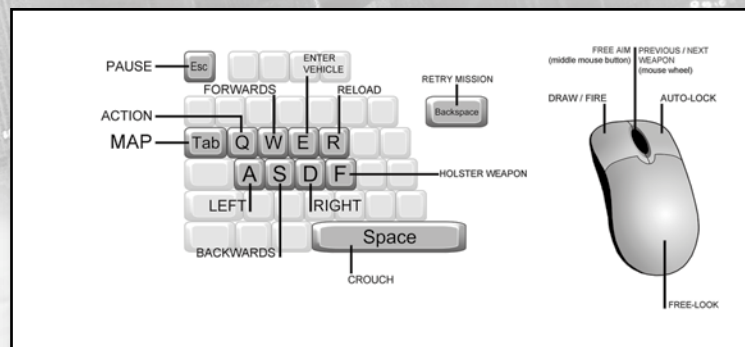 PAUSE
Esc
ENTER
VEHICLE
FORWARDS
RELOAD
RETRY MISSION
Backspace
ACTION
MAP
Tab Q W E R
A S D F
HOLSTER WEAPON
LEFT
RIGHT
Space
BACKWARDS
CROUCH
FREE AIM
(middle mouse button)
PREVIOUS / NEXT
WEAPON
(mouse wheel)
DRAW / FIRE
AUTO-LOCK
FREE-LOOK